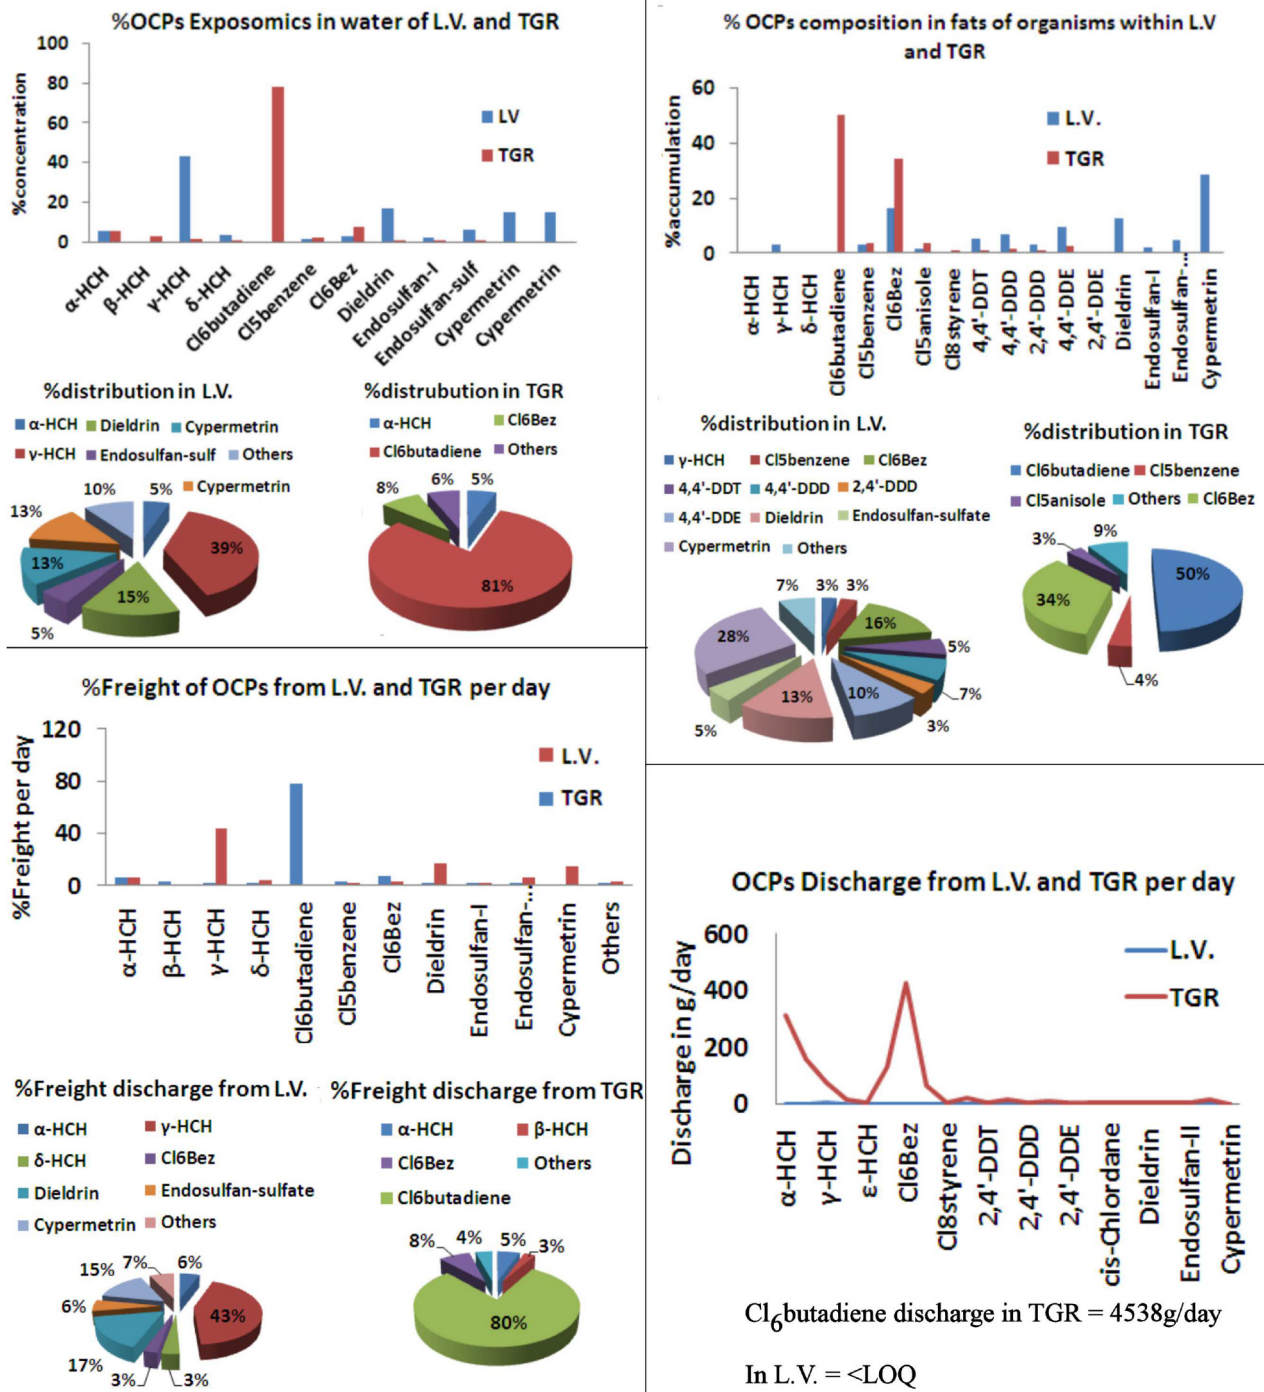 %OCPs Exposomics in water of L.V. and TGR
100
80
60
40
20
0
%concentration
LV
TGR
α-HCH
β-HCH
γ-HCH
δ-HCH
Cl6butadiene
Cl5benzene
Cl6Bez
Dieldrin
Endosulfan-I
Endosulfan-sulf
Cypermetrin
Cypermetrin
%distribution in L.V.
α-HCH Dieldrin Cypermetrin
γ-HCH Endosulfan-sulf Others
Cypermetrin
10%
5%
13%
39%
13%
15%
5%
%distrubution in TGR
α-HCH Cl6Bez
Cl6butadiene Others
6%
5%
8%
81%
% OCPs composition in fats of organisms within L.V
and TGR
60
40
20
0
%accumulation
L.V.
TGR
α-HCH
γ-HCH
δ-HCH
Cl6butadiene
Cl5benzene
Cl6Bez
Cl5anisole
Cl8styrene
4,4'-DDT
4,4'-DDD
2,4'-DDD
4,4'-DDE
2,4'-DDE
Dieldrin
Endosulfan-I
Endosulfan-...
Cypermetrin
%distribution in L.V.
γ-HCH Cl5benzene Cl6Bez
4,4'-DDT 4,4'-DDD 2,4'-DDD
4,4'-DDE Dieldrin Endosulfan-sulfate
Cypermetrin Others
7%
3%
3%
16%
28%
5%
7%
10%
13%
3%
5%
%distribution in TGR
Cl6butadiene Cl5benzene
Cl5anisole Others Cl6Bez
9%
3%
50%
34%
4%
%Freight of OCPs from L.V. and TGR per day
120
80
40
0
%Freight per day
L.V.
TGR
α-HCH
β-HCH
γ-HCH
δ-HCH
Cl6butadiene
Cl5benzene
Cl6Bez
Dieldrin
Endosulfan-I
Endosulfan-...
Cypermetrin
Others
%Freight discharge from L.V.
α-HCH γ-HCH
δ-HCH Cl6Bez
Dieldrin Endosulfan-sulfate
Cypermetrin Others
7%
6%
15%
6%
43%
17%
3%
3%
%Freight discharge from TGR
α-HCH β-HCH
Cl6Bez Others
Cl6butadiene
4%
5%
8%
3%
80%
OCPs Discharge from L.V. and TGR per day
600
400
200
0
Discharge in g/day
L.V.
TGR
α-HCH
γ-HCH
ε-HCH
Cl6Bez
Cl8styrene
2,4'-DDT
2,4'-DDD
2,4'-DDE
cis-Chlordane
Dieldrin
Endosulfan-II
Cypermetrin
Cl6butadiene discharge in TGR = 4538g/day
In L.V. = <LOQ